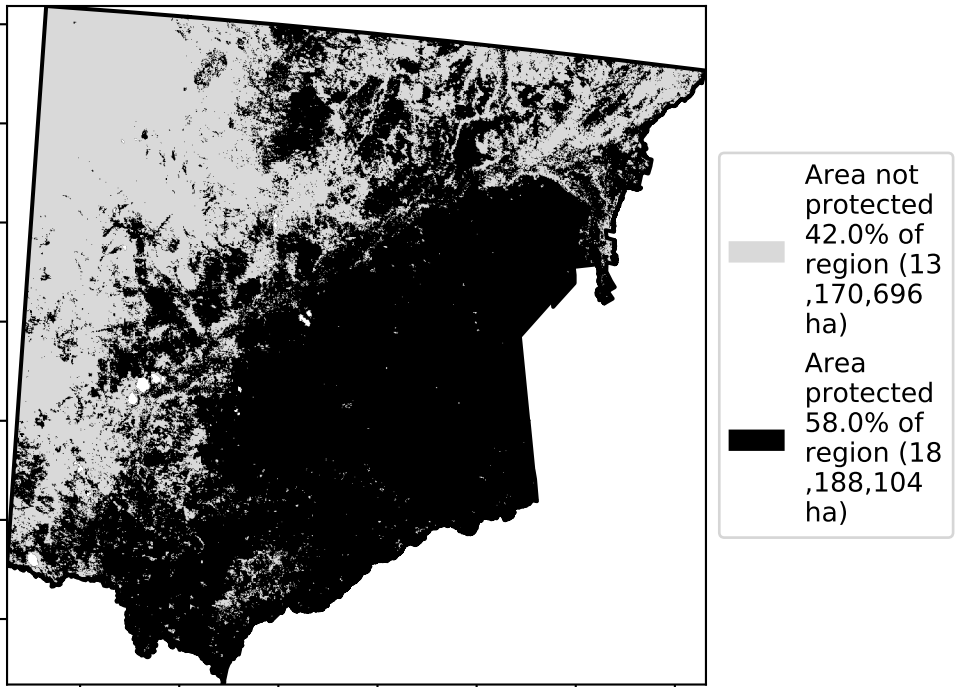 Area not
protected
42.0% of
region (13
,170,696
ha)
Area
protected
58.0% of
region (18
,188,104
ha)